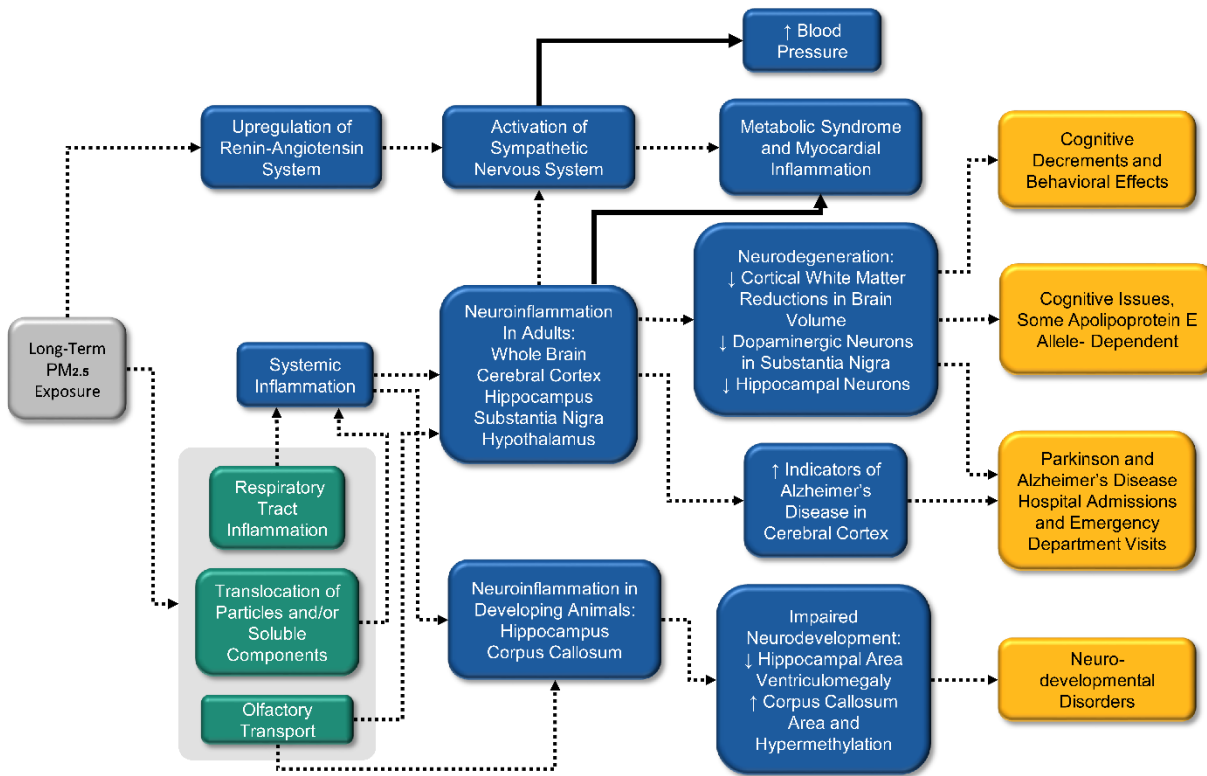 ↑ Blood
Pressure
Upregulation of
Renin-Angiotensin
System
Activation of
Sympathetic
Nervous System
Metabolic Syndrome
and Myocardial
Inflammation
Cognitive
Decrements and
Behavioral Effects
Neurodegeneration:
↓ Cortical White Matter
Reductions in Brain
Volume
↓ Dopaminergic Neurons
in Substantia Nigra
↓ Hippocampal Neurons
Cognitive Issues,
Some Apolipoprotein E
Allele- Dependent
Long-Term
PM2.5
Exposure
Systemic
Inflammation
Neuroinflammation
In Adults:
Whole Brain
Cerebral Cortex
Hippocampus
Substantia Nigra
Hypothalamus
↑ Indicators of
Alzheimer’s
Disease in
Cerebral Cortex
Parkinson and
Alzheimer’s Disease
Hospital Admissions
and Emergency
Department Visits
Respiratory
Tract
Inflammation
Translocation of
Particles and/or
Soluble
Components
Olfactory
Transport
Neuroinflammation in
Developing Animals:
Hippocampus
Corpus Callosum
Impaired
Neurodevelopment:
↓ Hippocampal Area
Ventriculomegaly
↑ Corpus Callosum
Area and
Hypermethylation
Neuro-
developmental
Disorders